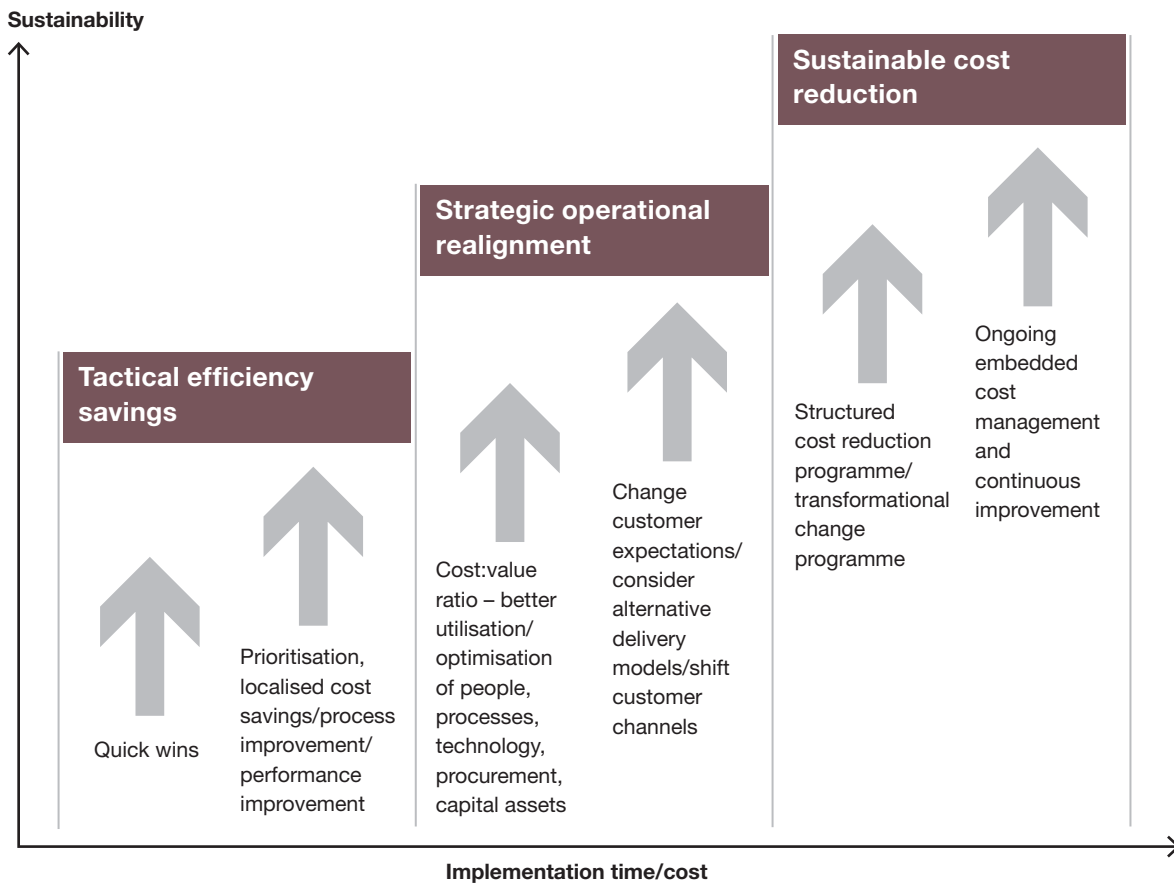 Sustainability
Sustainable cost
reduction
Strategic operational
realignment
Tactical efficiency
savings
Quick wins
Prioritisation,
localised cost
savings/process
improvement/
performance
improvement
Cost:value
ratio – better
utilisation/
optimisation
of people,
processes,
technology,
procurement,
capital assets
Change
customer
expectations/
consider
alternative
delivery
models/shift
customer
channels
Structured
cost reduction
programme/
transformational
change
programme
Ongoing
embedded
cost
management
and
continuous
improvement
Implementation time/cost